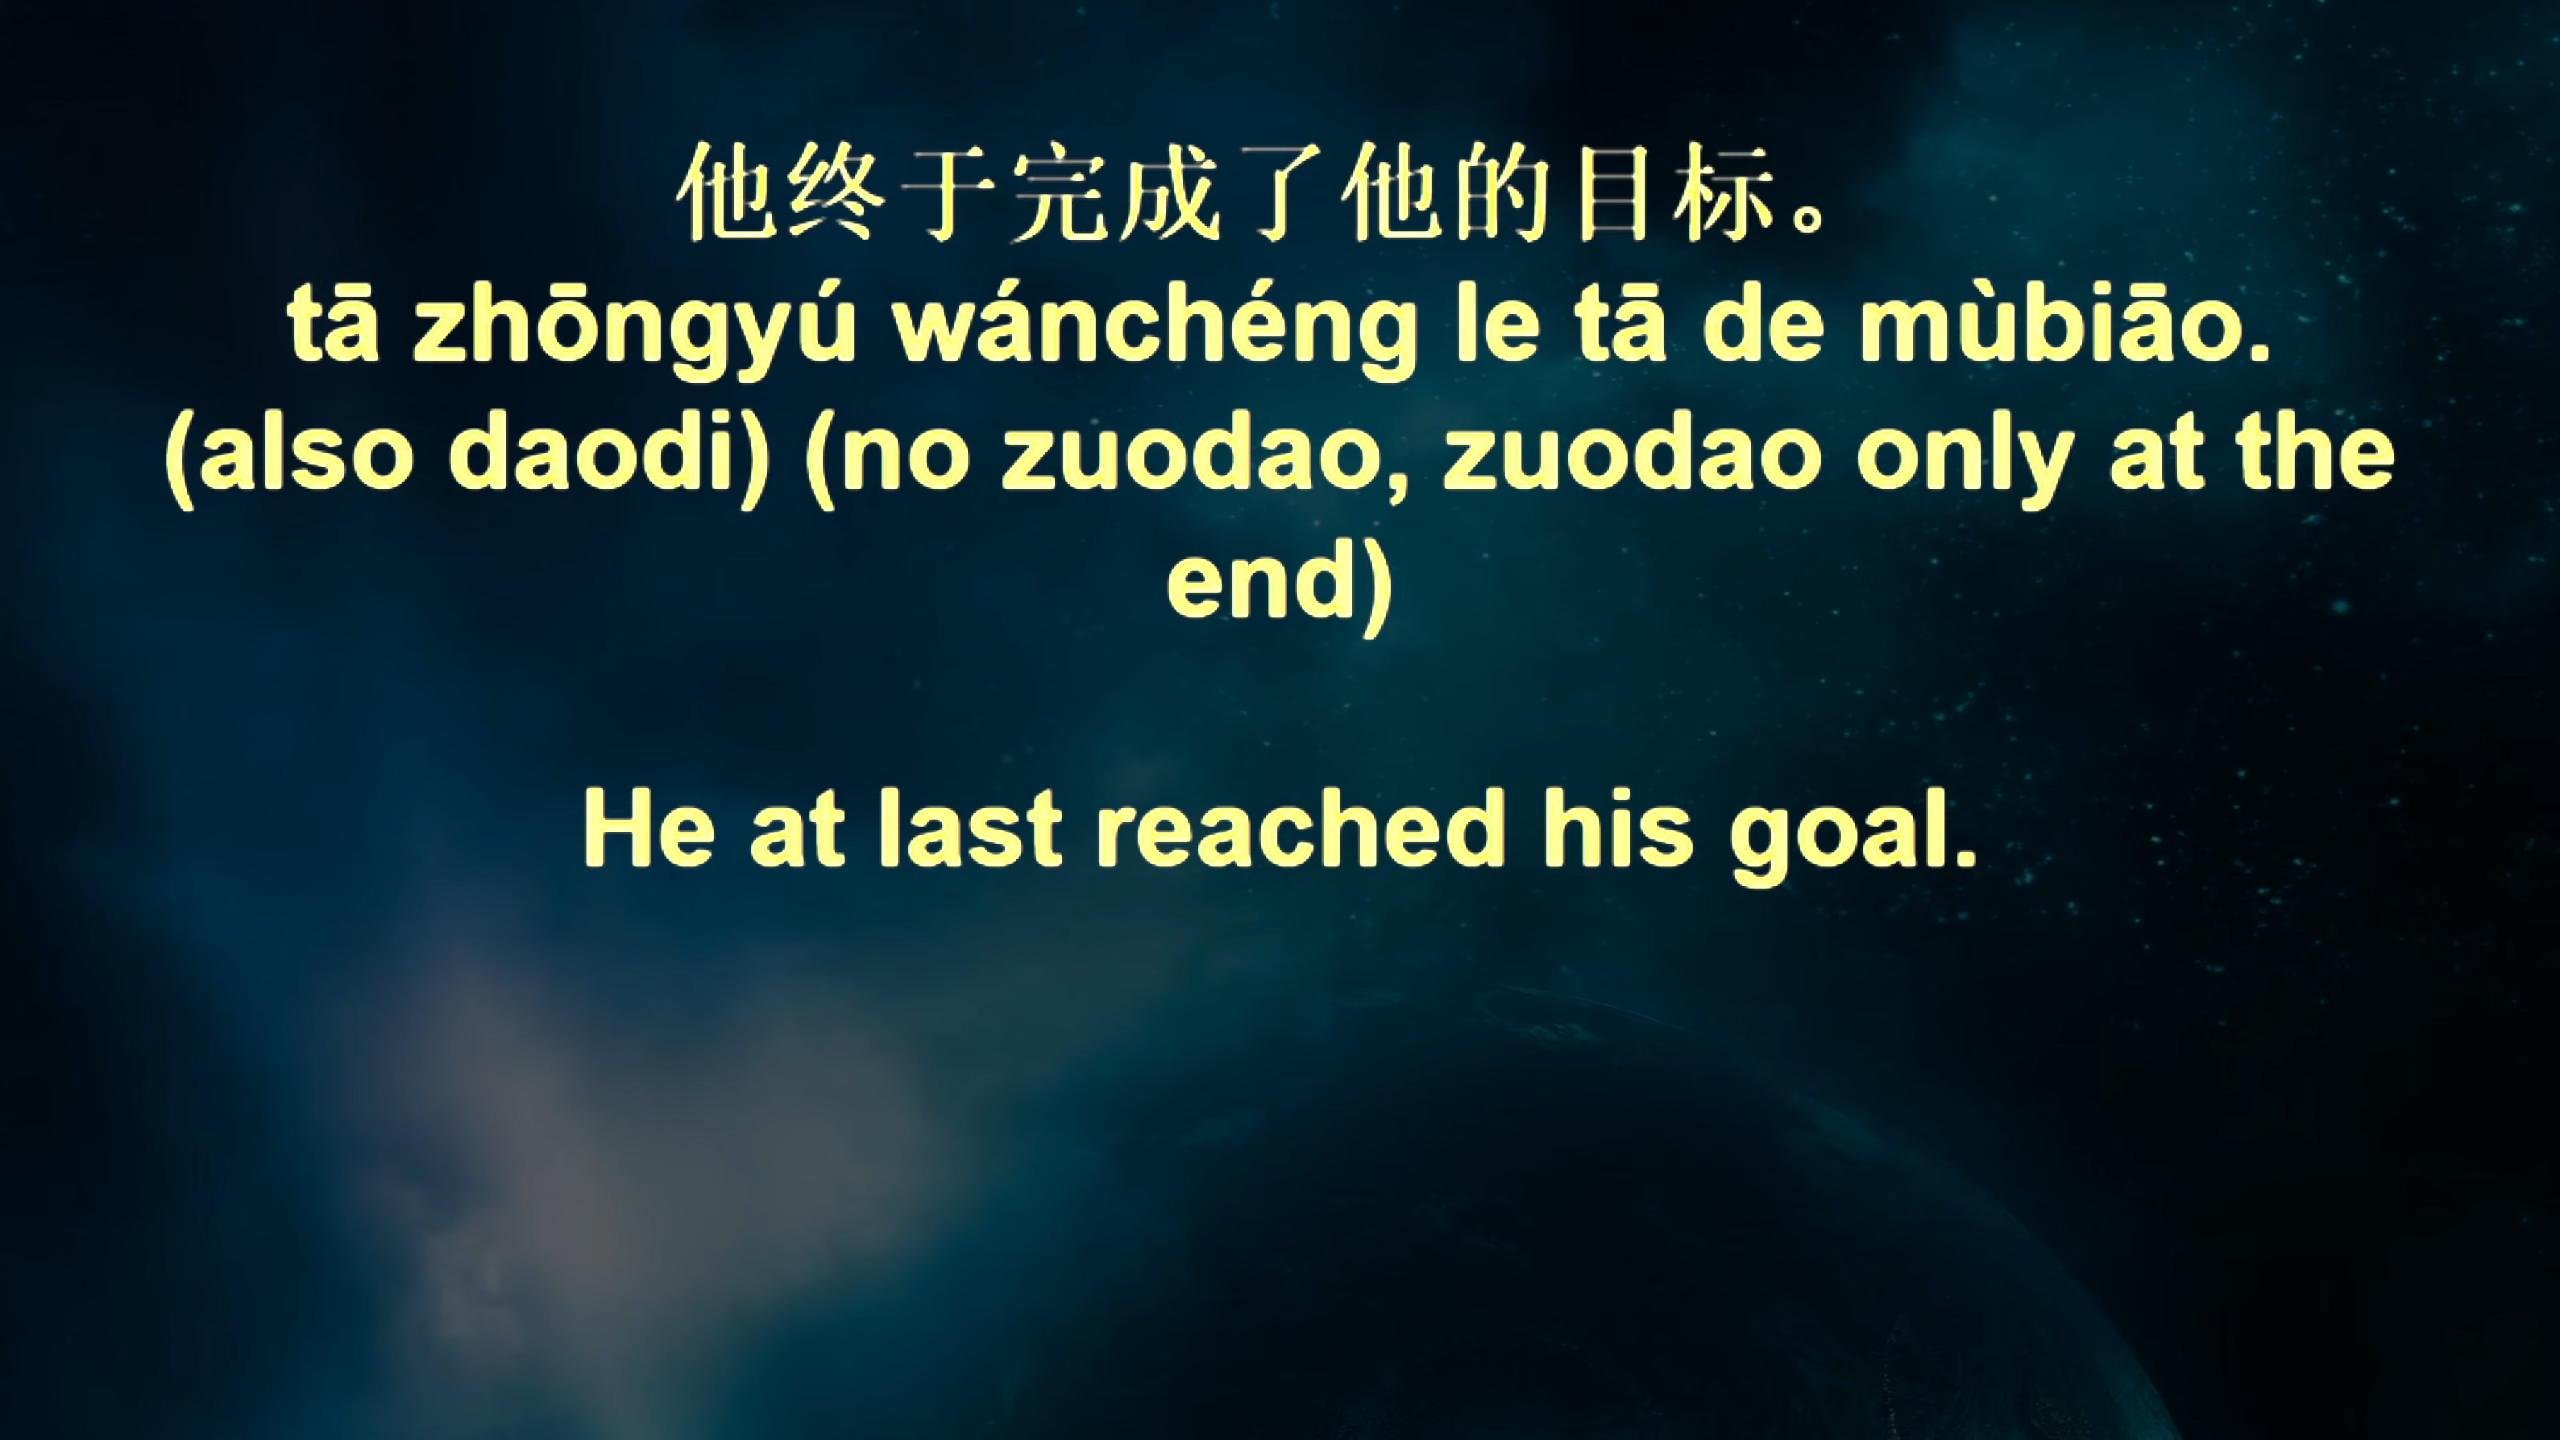 他终于完成了他的目标。
tā zhōngyú wánchéng le tā de mùbiāo.
(also daodi) (no zuodao, zuodao only at the
end)
He at last reached his goal.